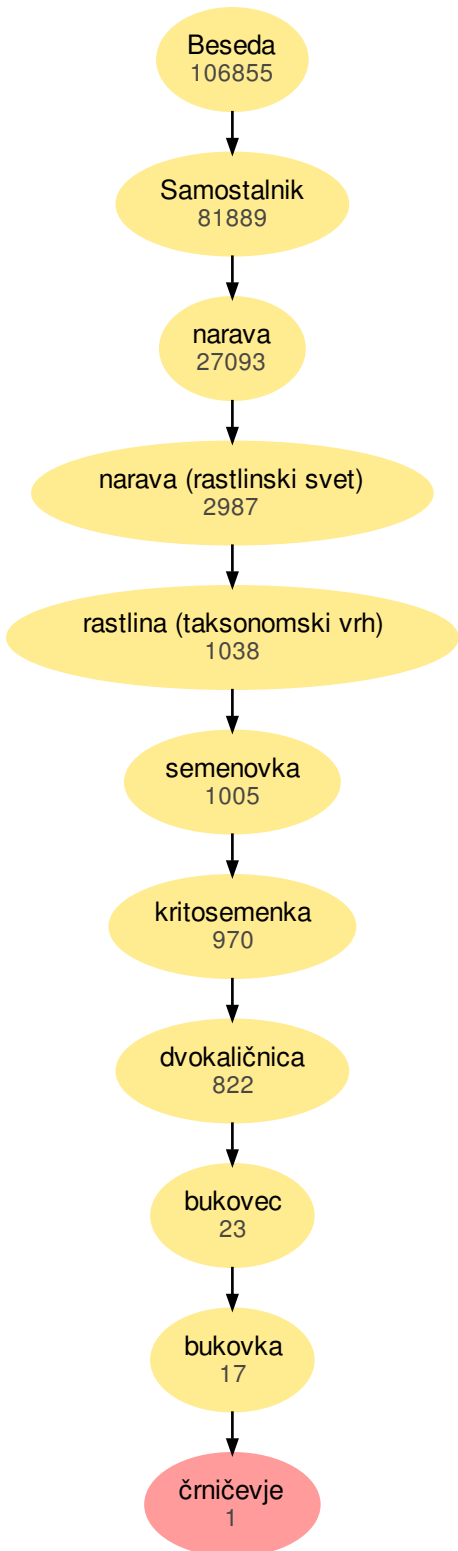 Beseda
106855
Samostalnik
81889
narava
27093
narava (rastlinski svet)
2987
rastlina (taksonomski vrh)
1038
semenovka
1005
kritosemenka
970
dvokaličnica
822
bukovec
23
bukovka
17
črničevje
1